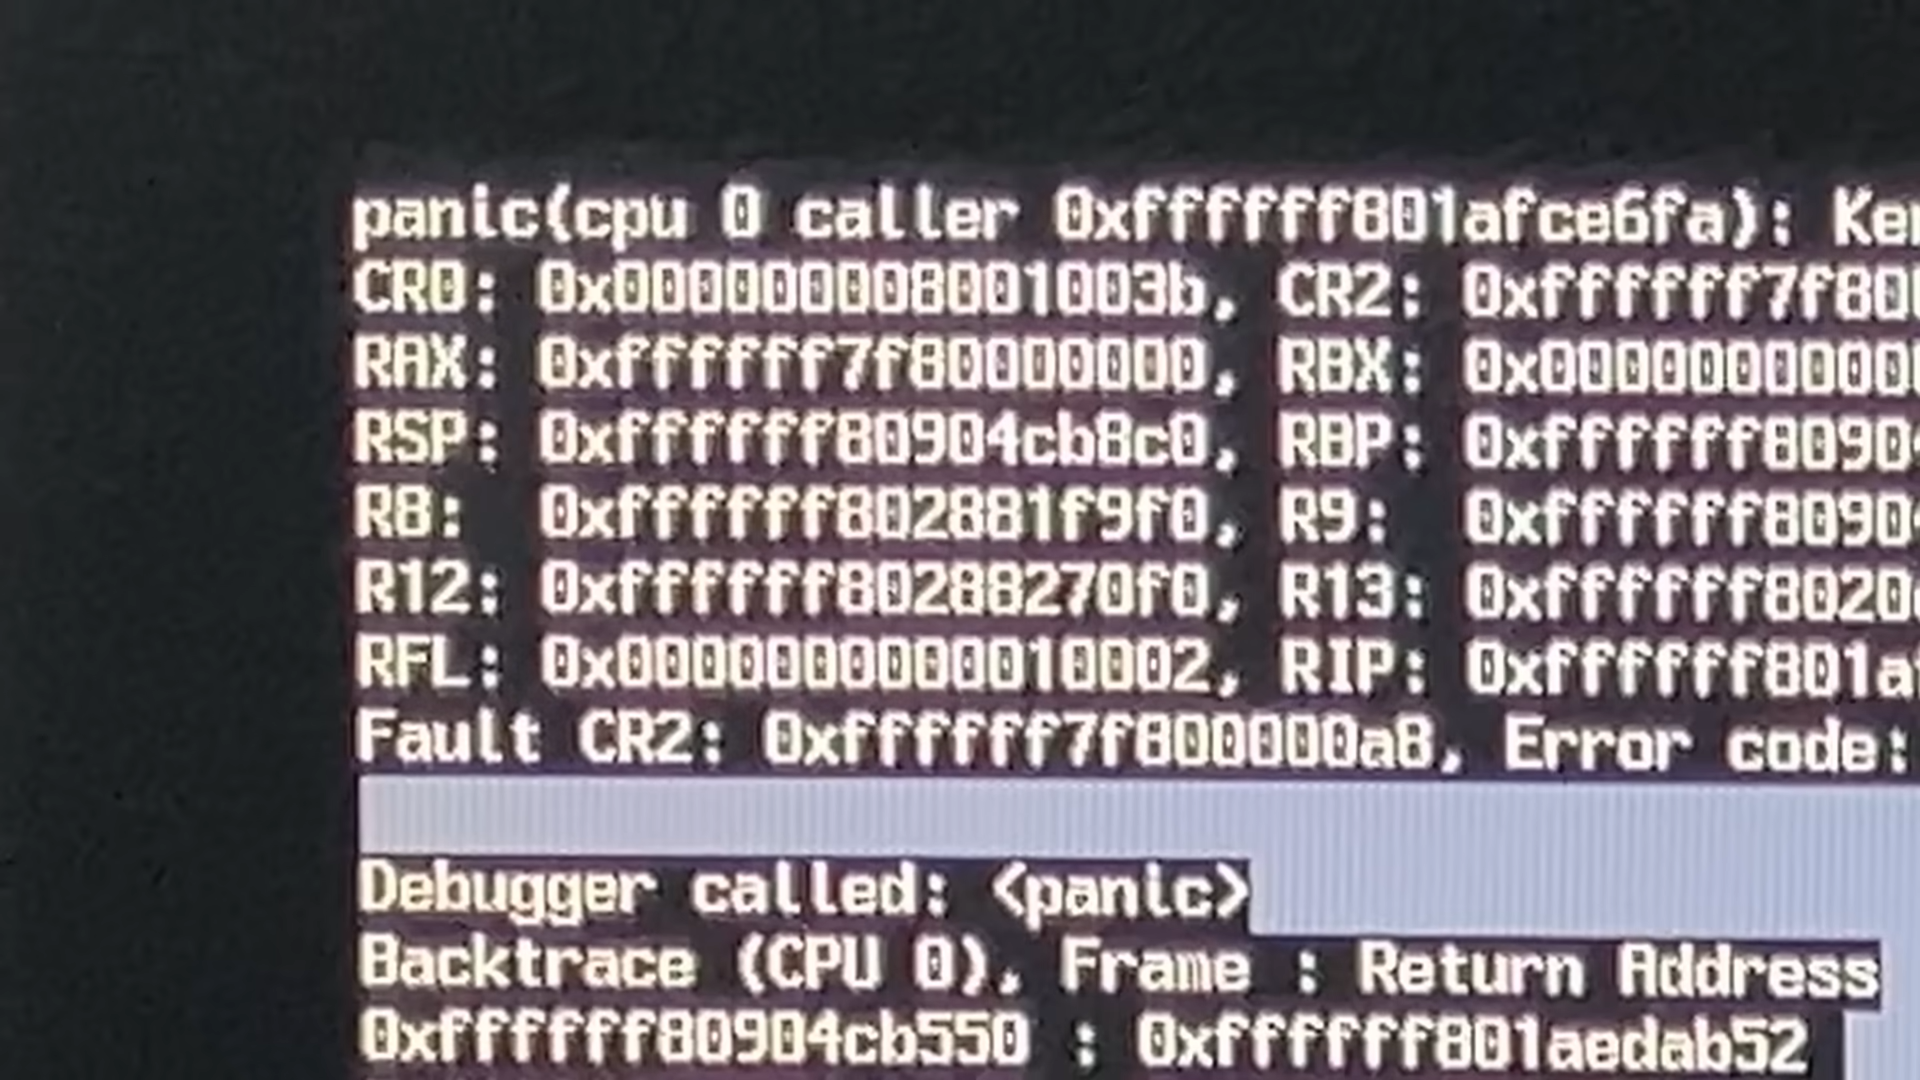 panic(cpu 0 caller 0xffffff801afce6fa): Ker
CR0: 0x000000008001003b, CR2: 0xffffff7f80
RAX: 0xffffff7f80000000, RBX: 0x0000000000
RSP: 0xffffff80904cb8c0, RBP: 0xffffff8090
R8:  0xffffff802881f9f0, R9:  0xffffff8090
R12: 0xffffff80288270f0, R13: 0xffffff8020
RFL: 0x0000000000010002, RIP: 0xffffff801a
Fault CR2: 0xffffff7f800000a8, Error code:
Debugger called: <panic>
Backtrace (CPU 0), Frame : Return Address
0xffffff80904cb550 : 0xffffff801aedab52